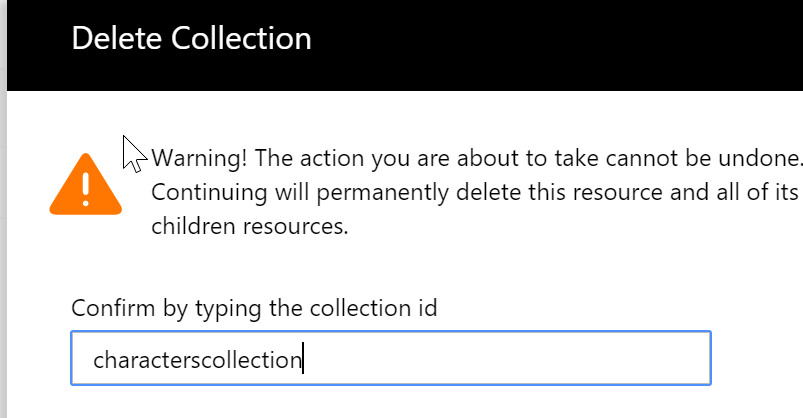 Delete Collection
Warning! The action you are about to take cannot be undone.
Continuing will permanently delete this resource and all of its
children resources.
Confirm by typing the collection id
characterscollection